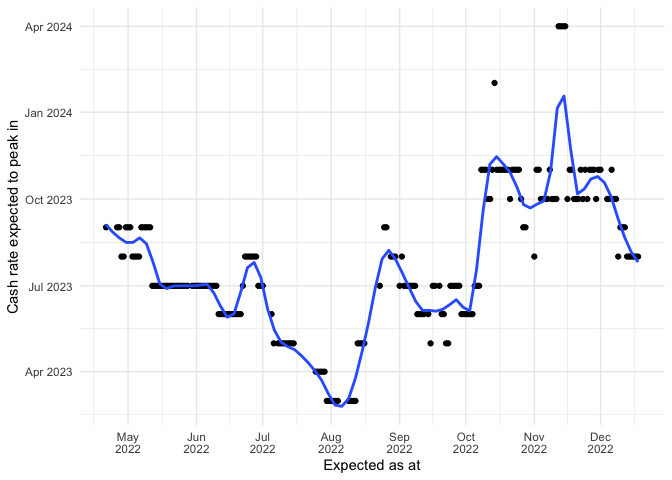 Cash rate expected to peak in
Apr 2024
Jan 2024
Oct 2023
Jul 2023
Apr 2023
May
2022
Jun
2022
Jul
2022
Aug
2022
Sep
2022
Oct
2022
Nov
2022
Dec
2022
Expected as at